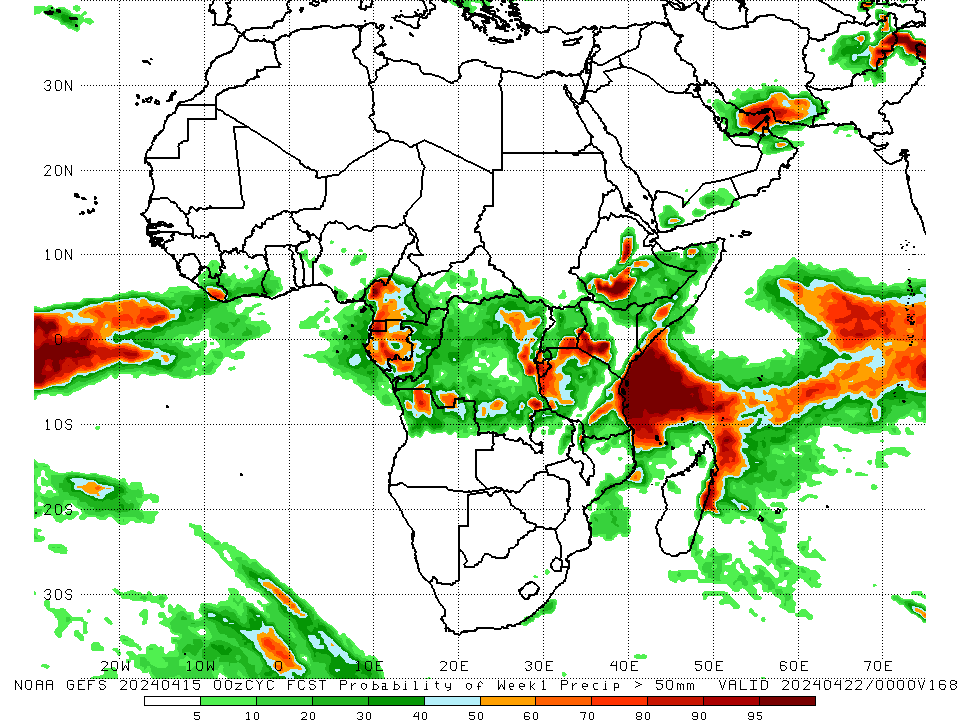 30N
20N
10N
0
10S
20S
30S
20W 10W 0 10E 20E 30E 40E 50E 60E 70E
NOAA GEFS 20240415 00zCYC FCST Probability of Week1 Precip > 50mm VALID 20240422/0000V168
5 10 20 30 40 50 60 70 80 90 95